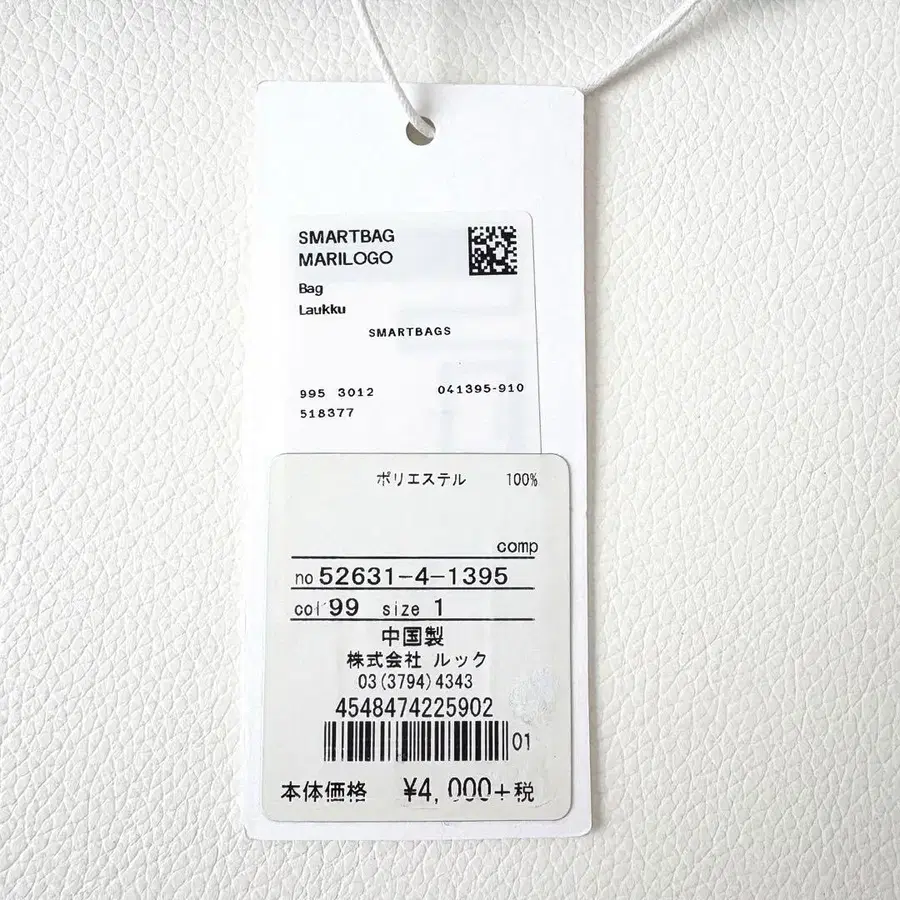 SMARTBAG
MARILOGO
Bag
Laukku
SMARTBAGS
995 3012 041395-910
518377
ポリエステル 100%
comp
no 52631-4-1395
col 99 size 1
中国製
株式会社 ルック
03(3794)4343
4548474225902
01
本体価格 ¥4,000+税